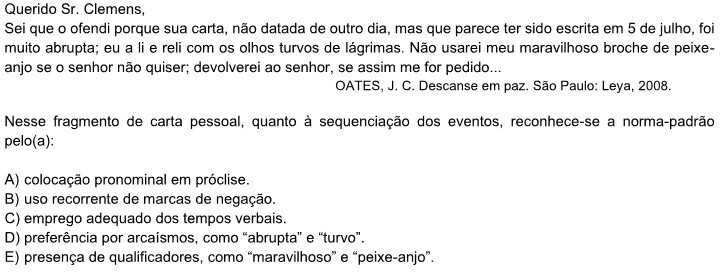 Querido Sr. Clemens,
Sei que o ofendi porque sua carta, não datada de outro dia, mas que parece ter sido escrita em 5 de julho, foi
muito abrupta; eu a li e reli com os olhos turvos de lágrimas. Não usarei meu maravilhoso broche de peixe-
anjo se o senhor não quiser; devolverei ao senhor, se assim me for pedido...
OATES, J. C. Descanse em paz. São Paulo: Leya, 2008.
Nesse fragmento de carta pessoal, quanto à sequenciação dos eventos, reconhece-se a norma-padrão
pelo(a):
A) colocação pronominal em próclise.
B) uso recorrente de marcas de negação.
C) emprego adequado dos tempos verbais.
D) preferência por arcaísmos, como “abrupta” e “turvo”.
E) presença de qualificadores, como “maravilhoso” e “peixe-anjo”.